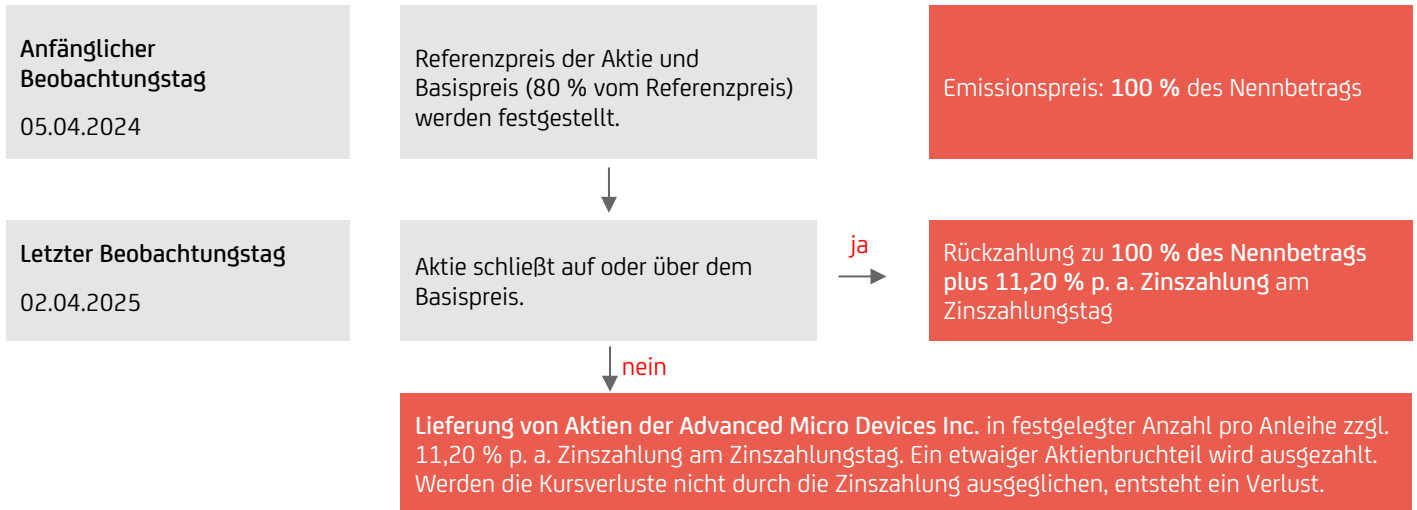 Anfänglicher
Beobachtungstag
05.04.2024
Referenzpreis der Aktie und
Basispreis (80 % vom Referenzpreis)
werden festgestellt.
Emissionspreis: 100 % des Nennbetrags
Letzter Beobachtungstag
02.04.2025
Aktie schließt auf oder über dem
Basispreis.
ja
Rückzahlung zu 100 % des Nennbetrags
plus 11,20 % p. a. Zinszahlung am
Zinszahlungstag
nein
Lieferung von Aktien der Advanced Micro Devices Inc. in festgelegter Anzahl pro Anleihe zzgl.
11,20 % p. a. Zinszahlung am Zinszahlungstag. Ein etwaiger Aktienbruchteil wird ausgezahlt.
Werden die Kursverluste nicht durch die Zinszahlung ausgeglichen, entsteht ein Verlust.